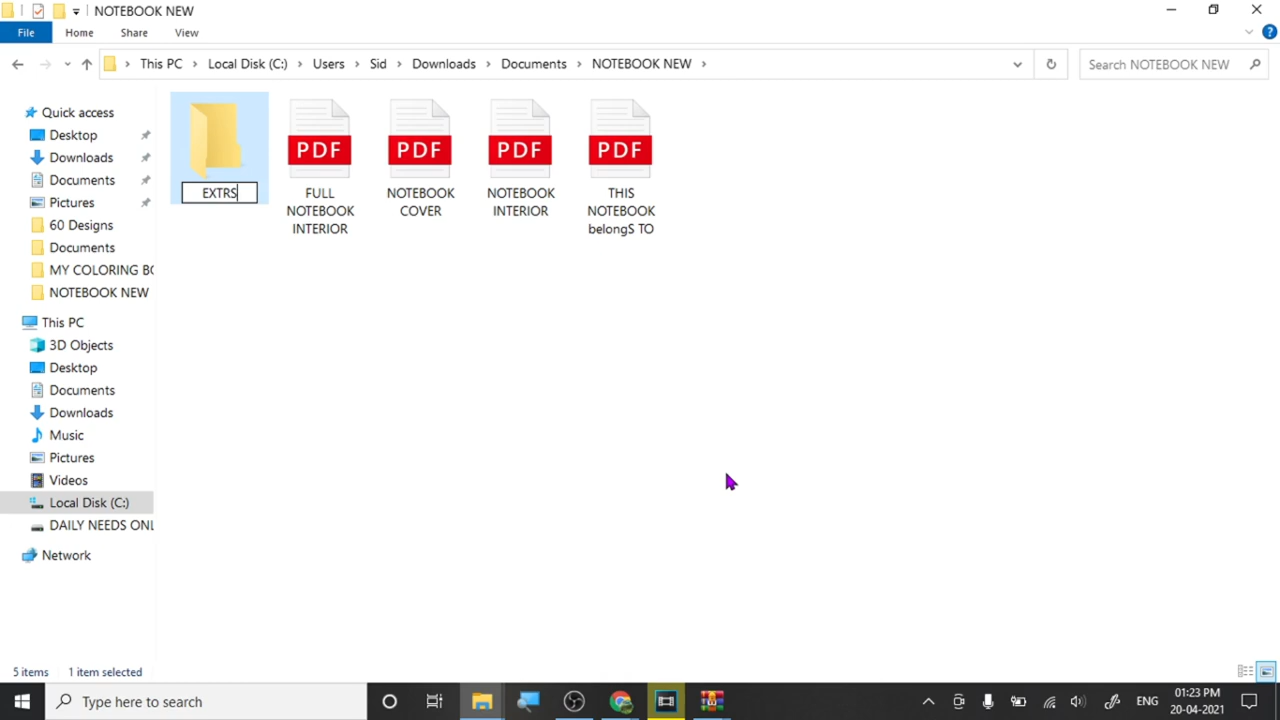 NOTEBOOK NEW
File Home Share View
This PC Local Disk (C:) Users Sid Downloads Documents NOTEBOOK NEW
Search NOTEBOOK NEW
Quick access
Desktop
Downloads
Documents
Pictures
60 Designs
Documents
MY COLORING BO
NOTEBOOK NEW
This PC
3D Objects
Desktop
Documents
Downloads
Music
Pictures
Videos
Local Disk (C:)
DAILY NEEDS ONL
Network
EXTRS
PDF
FULL
NOTEBOOK
INTERIOR
PDF
NOTEBOOK
COVER
PDF
NOTEBOOK
INTERIOR
PDF
THIS
NOTEBOOK
belongS TO
5 items 1 item selected
Type here to search
ENG
01:23 PM
20-04-2021